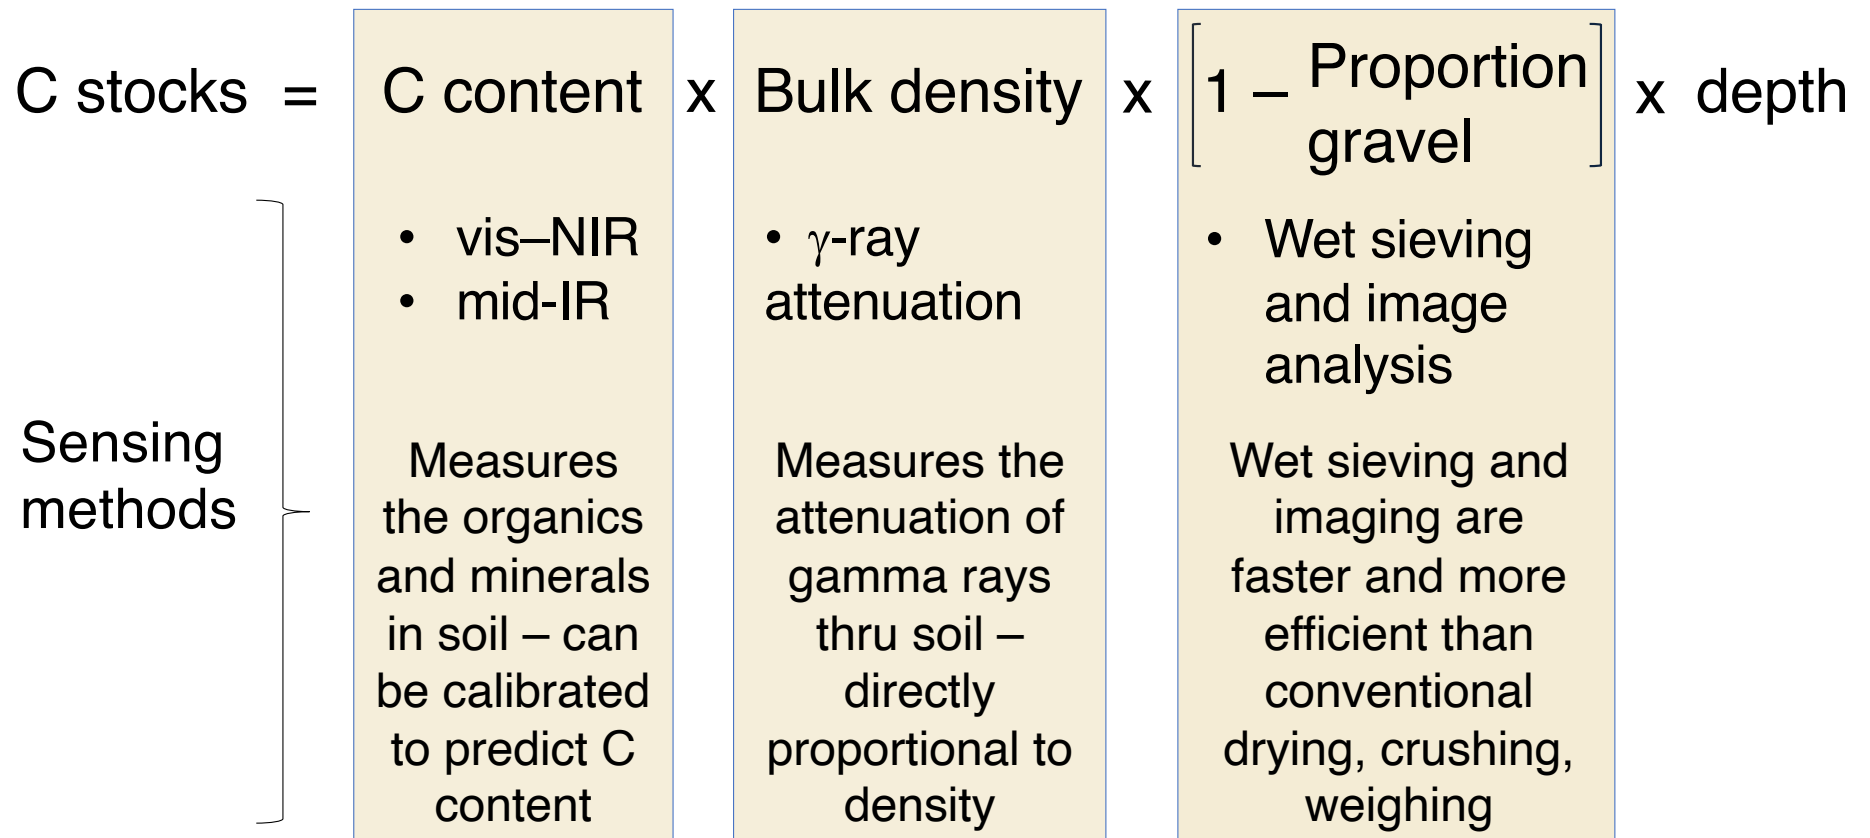 C stocks = C content x Bulk density x [1 – Proportion gravel] x depth
Sensing
methods
• vis–NIR
• mid-IR
Measures
the organics
and minerals
in soil – can
be calibrated
to predict C
content
• γ-ray
attenuation
Measures the
attenuation of
gamma rays
thru soil –
directly
proportional to
density
• Wet sieving
and image
analysis
Wet sieving and
imaging are
faster and more
efficient than
conventional
drying, crushing,
weighing